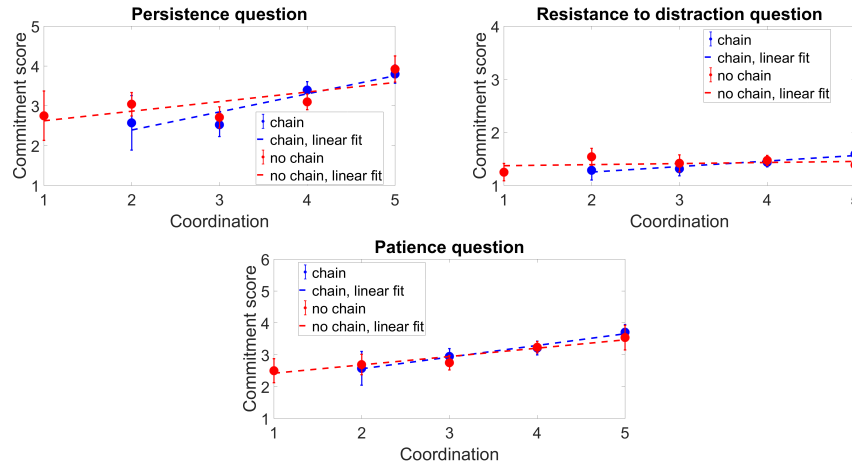 Persistence question
5
4
3
2
1
Commitment score
chain
chain, linear fit
no chain
no chain, linear fit
1 2 3 4 5
Coordination
Resistance to distraction question
4
3
2
1
Commitment score
chain
chain, linear fit
no chain
no chain, linear fit
1 2 3 4
Coordination
Patience question
6
5
4
3
2
1
Commitment score
chain
chain, linear fit
no chain
no chain, linear fit
1 2 3 4 5
Coordination